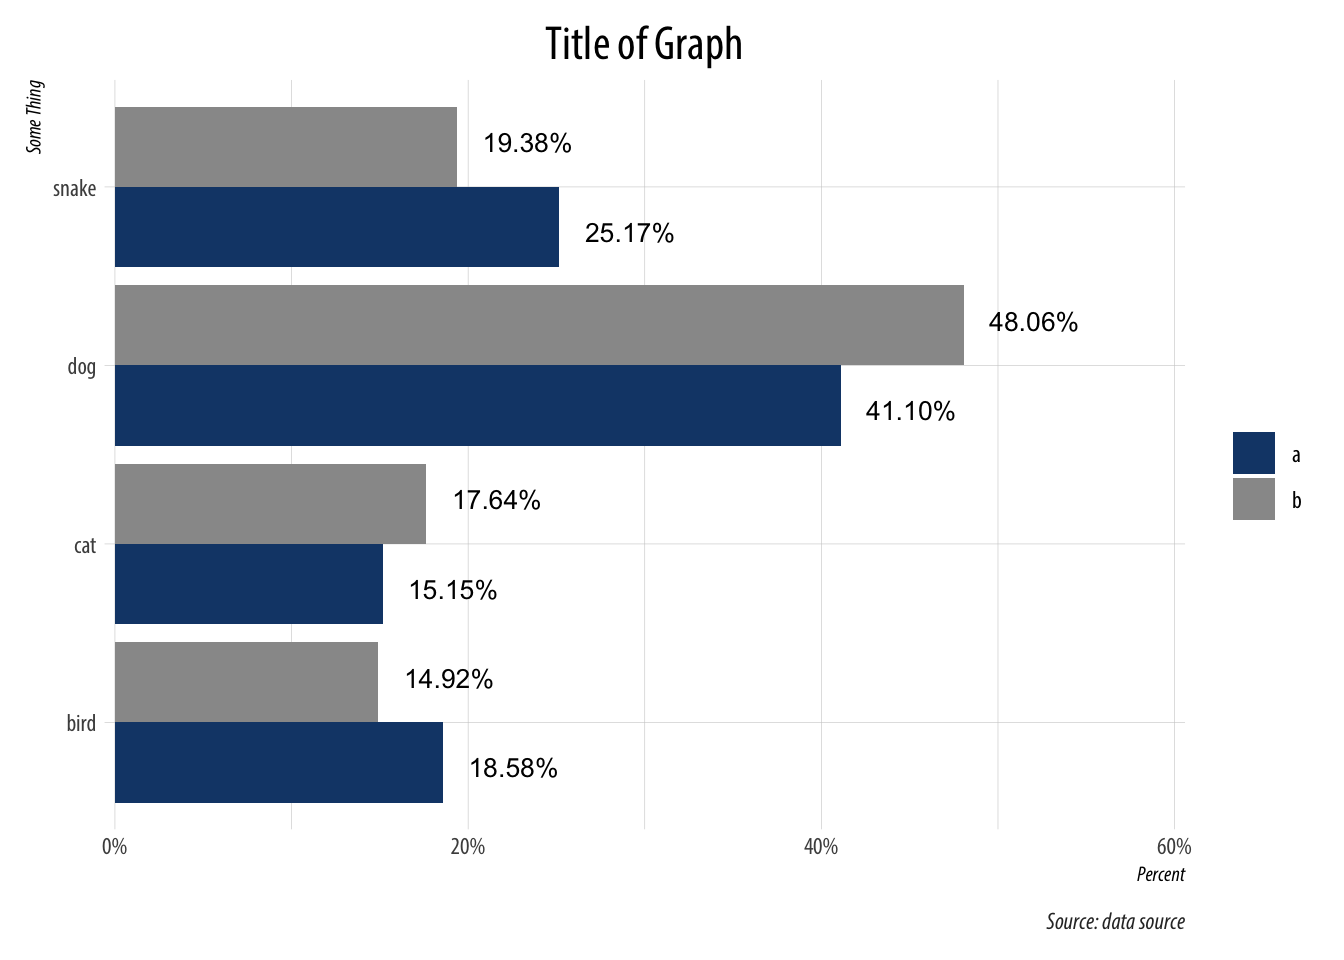 Title of Graph
Some Thing
19.38%
snake
25.17%
48.06%
dog
41.10%
17.64%
cat
15.15%
14.92%
bird
18.58%
a
b
0% 20% 40% 60%
Percent
Source: data source